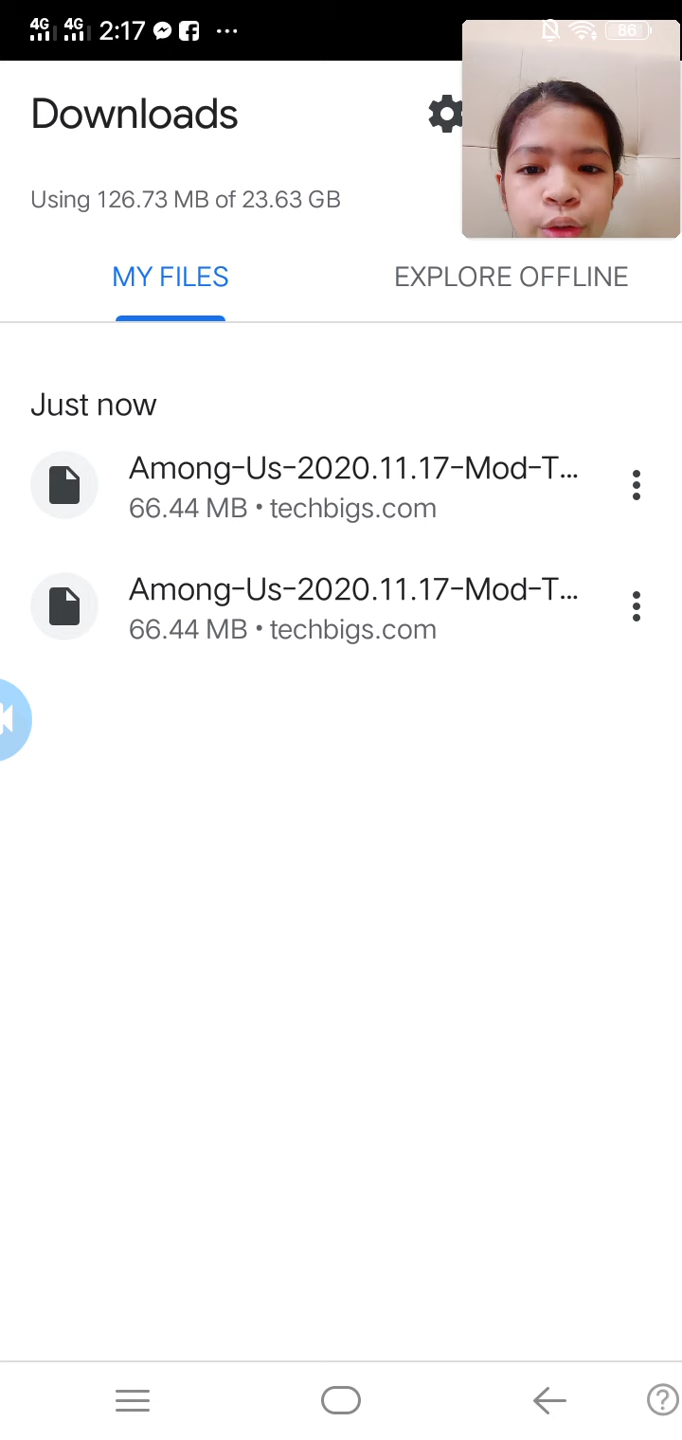 4G 4G 2:17 86
Downloads
Using 126.73 MB of 23.63 GB
MY FILES EXPLORE OFFLINE
Just now
Among-Us-2020.11.17-Mod-T...
66.44 MB • techbigs.com
Among-Us-2020.11.17-Mod-T...
66.44 MB • techbigs.com